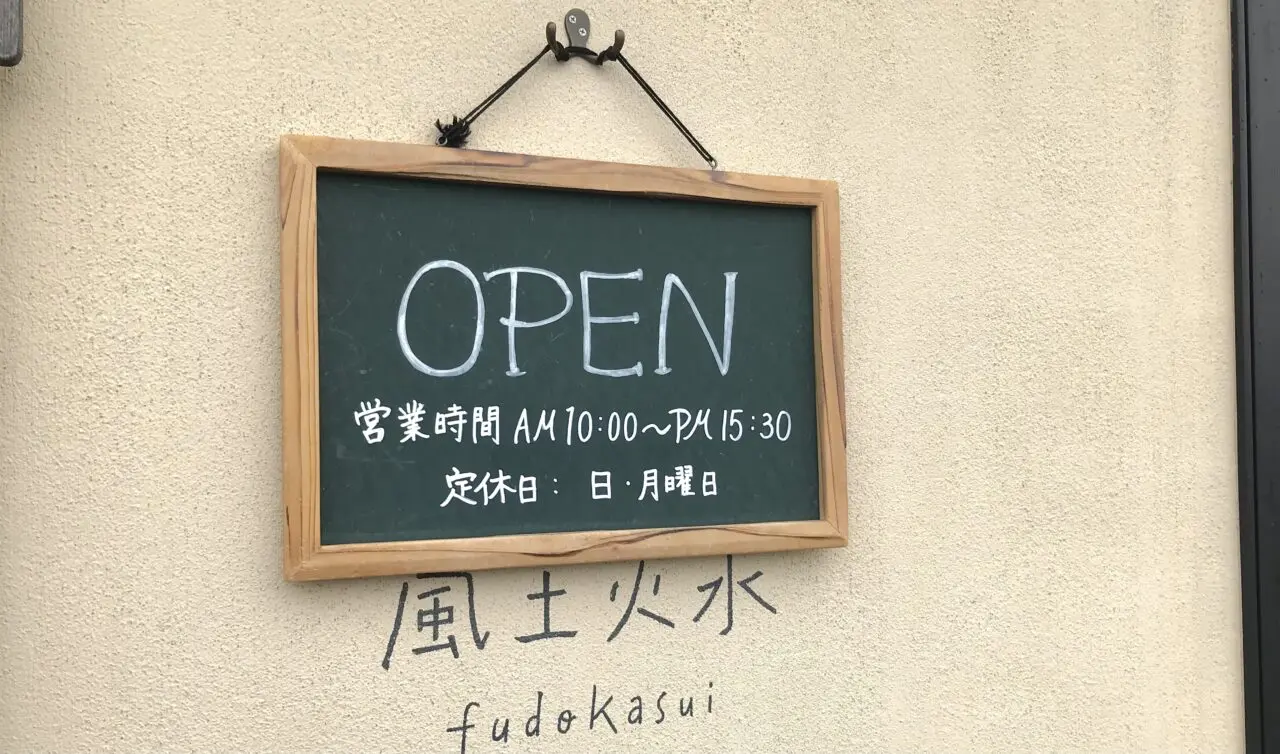 OPEN
営業時間 AM10:00～PM15:30
定休日： 日・月曜日
風土火水
fudokasui